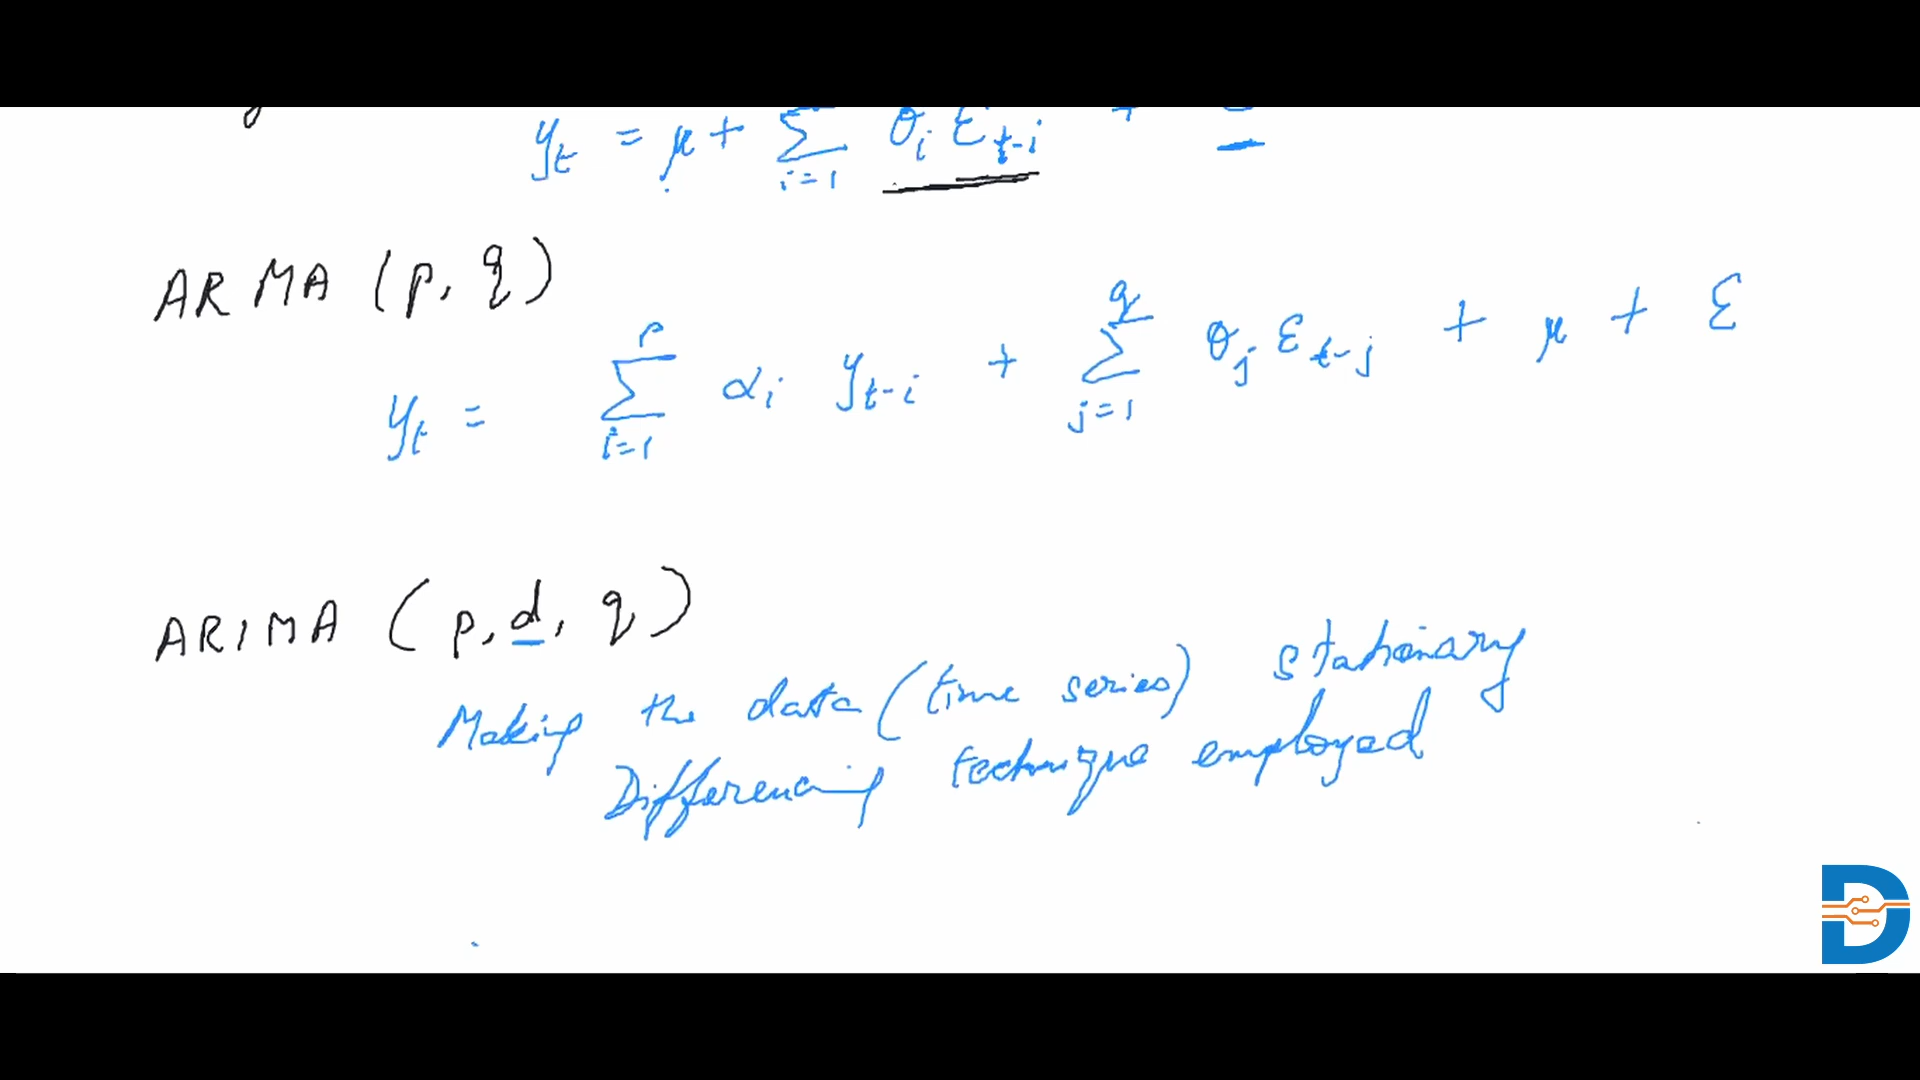 y_t = μ + Σ_{i=1} θ_i ε_{t-i} +
ARMA (p, q)
y_t = Σ_{i=1}^{p} α_i y_{t-i} + Σ_{j=1}^{q} θ_j ε_{t-j} + μ + ε
ARIMA (p, d, q)
Making the data (time series) stationary
Differencing technique employed